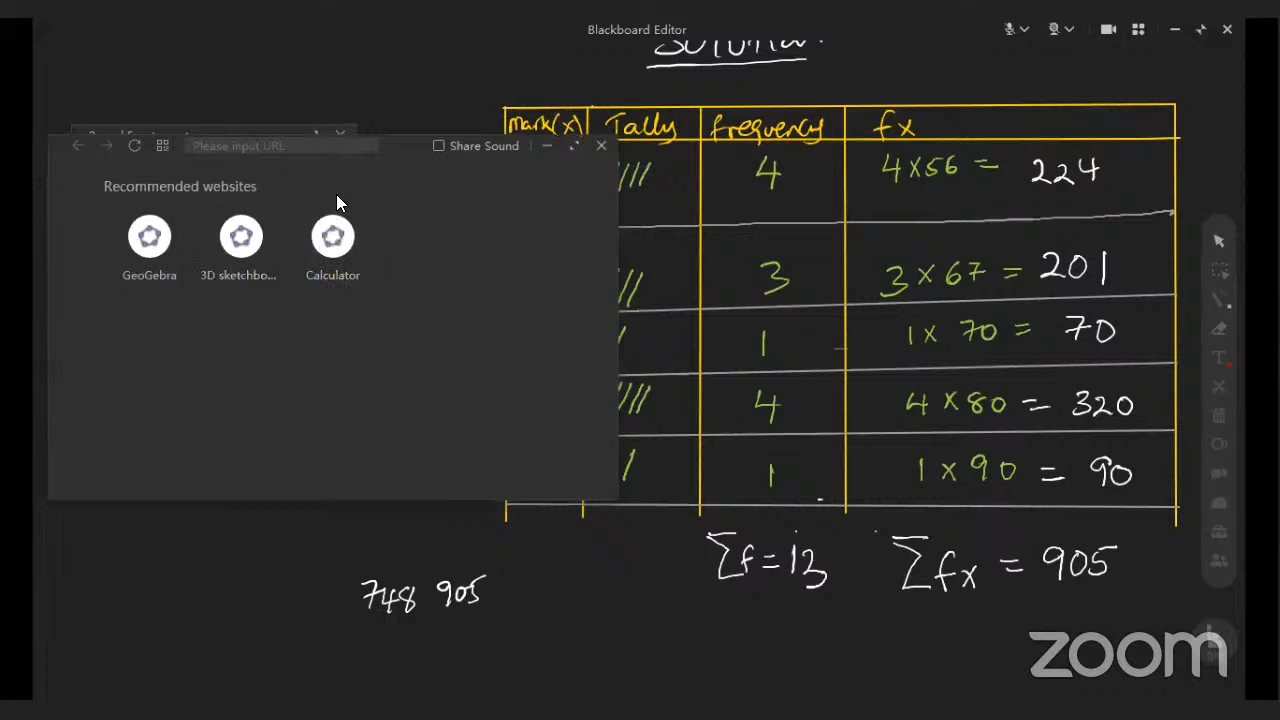 Blackboard Editor
Solution.
mark(x) Tally frequency fx
Please input URL Share Sound
//// 4 4x56 = 224
Recommended websites
GeoGebra 3D sketchbo... Calculator
/// 3 3 x 67 = 201
/ 1 1 x 70 = 70
//// 4 4 x 80 = 320
/ 1 1 x 90 = 90
Σf = 13 Σfx = 905
748 905
zoom